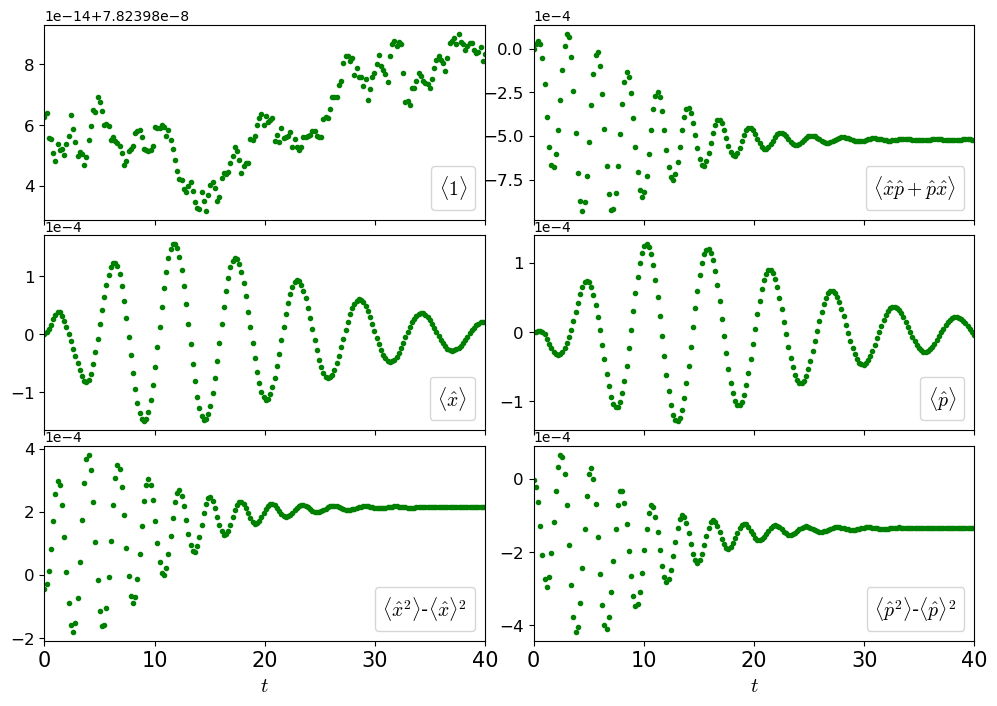 1e−14+7.82398e−8
8
6
4
⟨1⟩
1e−4
0.0
−2.5
−5.0
−7.5
⟨x̂p̂ + p̂x̂⟩
1e−4
1
0
−1
⟨x̂⟩
1e−4
1
0
−1
⟨p̂⟩
1e−4
4
2
0
−2
⟨x̂²⟩-⟨x̂⟩²
0 10 20 30 40
t
1e−4
0
−2
−4
⟨p̂²⟩-⟨p̂⟩²
0 10 20 30 40
t